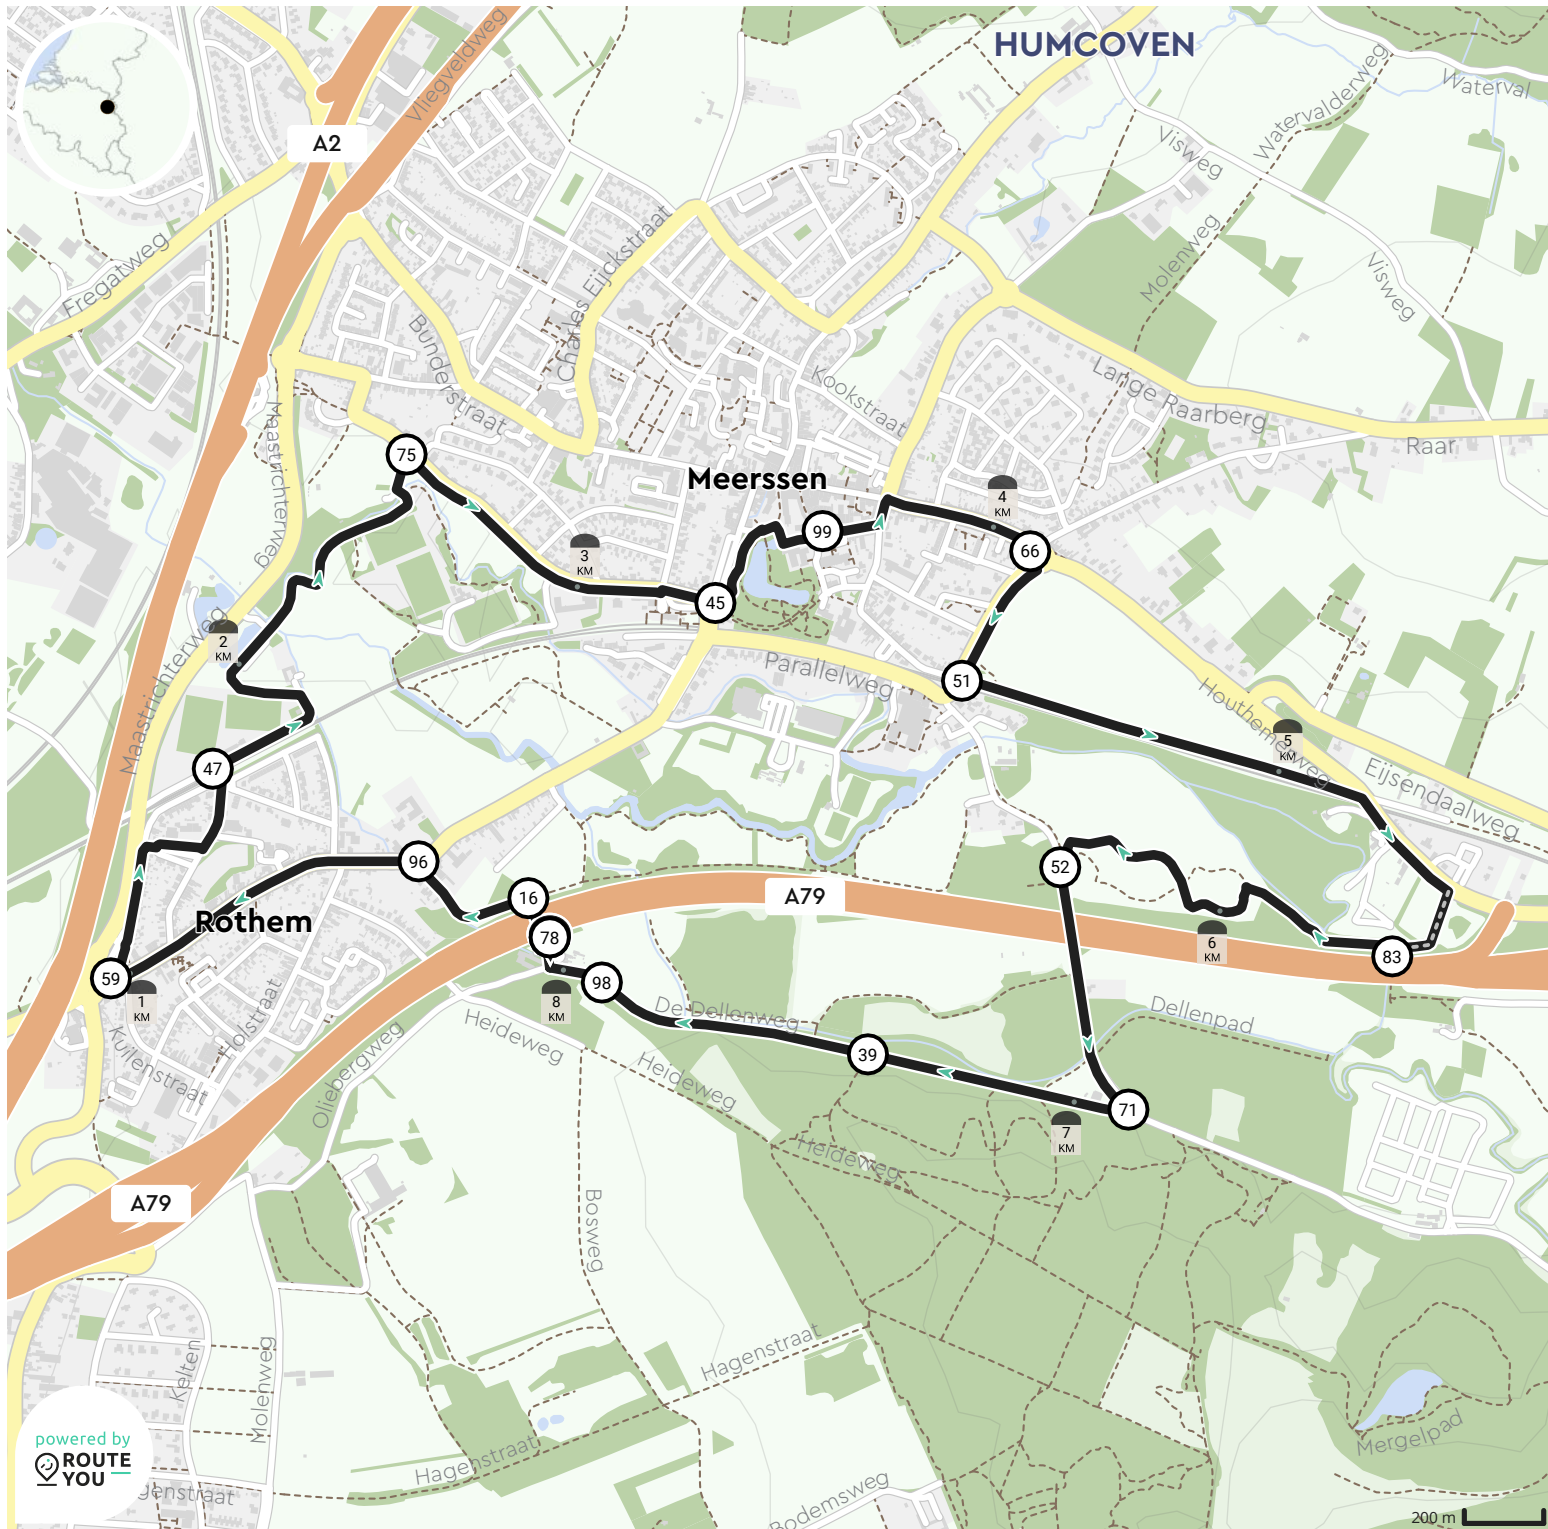 HUMCOVEN
Vliegveldweg
A2
Waterval
Watervalderweg
Visweg
Molenweg
Visweg
Fregatweg
Charles Eijckstraat
Bunderstraat
Kookstraat
Lange Raarberg
Raar
Maastrichterweg
75
Meerssen
4
KM
99
66
3
KM
45
2
KM
Maastrichterweg
Parallelweg
51
Houthemerweg
5
KM
Eijsendaalweg
47
96
52
16
A79
Rothem
78
6
KM
83
59
98
1
KM
8
KM
De Dellenweg
Dellenpad
Holstraat
Kuilenstraat
Oliebergweg
Heideweg
Heideweg
39
71
7
KM
Heideweg
A79
Bosweg
Hagenstraat
Kelten
Molenweg
Mergelpad
powered by
ROUTE
YOU
Hagenstraat
genstraat
Bodemsweg
200 m